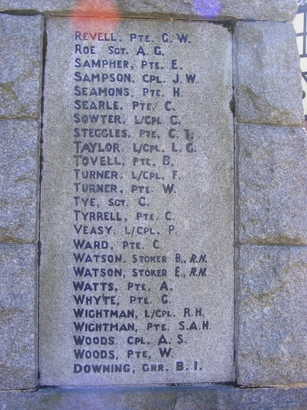 REVELL, PTE. G. W.
ROE, SGT. A. G.
SAMPHER, PTE. E.
SAMPSON, CPL. J. W.
SEAMONS, PTE. H.
SEARLE, PTE. C.
SOWTER, L/CPL. G.
STEGGLES, PTE. C. T.
TAYLOR, L/CPL. L. G.
TOVELL, PTE. B.
TURNER, L/CPL. F.
TURNER, PTE. W.
TYE, SGT. G.
TYRRELL, PTE. C.
VEASY, L/CPL. P.
WARD, PTE. C.
WATSON, STOKER B., R.N.
WATSON, STOKER E., R.N.
WATTS, PTE. A.
WHYTE, PTE. G.
WIGHTMAN, L/CPL. R.H.
WIGHTMAN, PTE. S.A.H.
WOODS, CPL. A. S.
WOODS, PTE. W.
DOWNING, GNR. B. I.